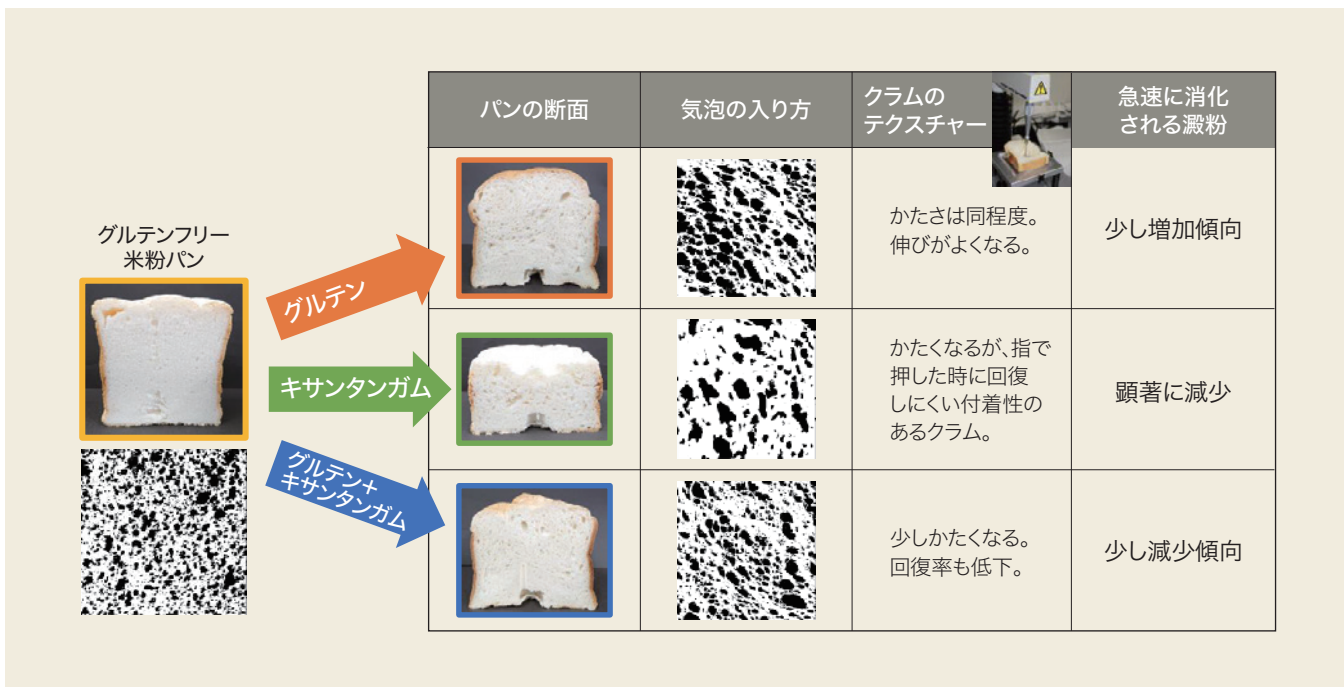 パンの断面
気泡の入り方
クラムの
テクスチャー
急速に消化
される澱粉
グルテンフリー
米粉パン
グルテン
かたさは同程度。
伸びがよくなる。
少し増加傾向
キサンタンガム
かたくなるが、指で
押した時に回復
しにくい付着性の
あるクラム。
顕著に減少
グルテン＋
キサンタンガム
少しかたくなる。
回復率も低下。
少し減少傾向